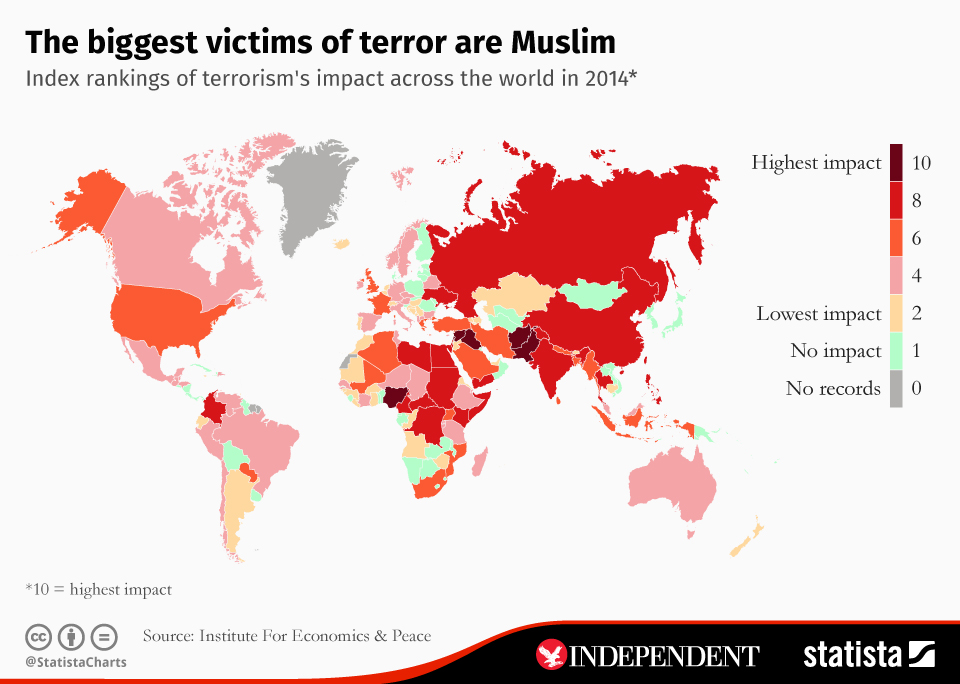 The biggest victims of terror are Muslim
Index rankings of terrorism's impact across the world in 2014*
Highest impact 10
8
6
4
Lowest impact 2
No impact 1
No records 0
*10 = highest impact
cc
@StatistaCharts
Source: Institute For Economics & Peace
INDEPENDENT
statista